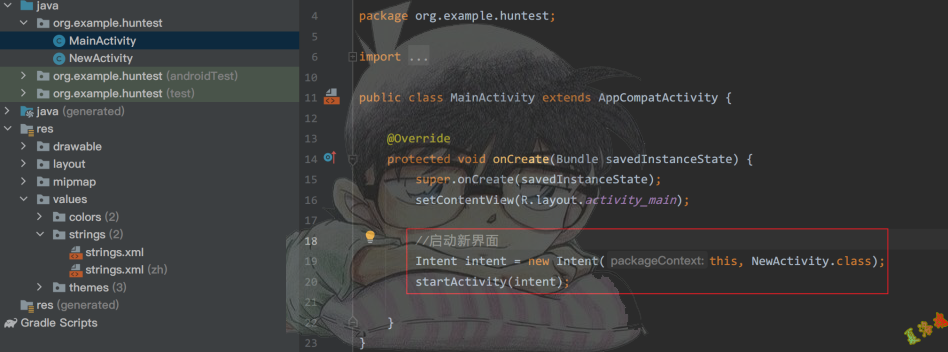 java
org.example.huntest
MainActivity
NewActivity
org.example.huntest (androidTest)
org.example.huntest (test)
java (generated)
res
drawable
layout
mipmap
values
colors (2)
strings (2)
strings.xml
strings.xml (zh)
themes (3)
res (generated)
Gradle Scripts
4 package org.example.huntest;
5
6 import ...
10
11 public class MainActivity extends AppCompatActivity {
12
13 @Override
14 protected void onCreate(Bundle savedInstanceState) {
15 super.onCreate(savedInstanceState);
16 setContentView(R.layout.activity_main);
17
18 //启动新界面
19 Intent intent = new Intent( packageContext: this, NewActivity.class);
20 startActivity(intent);
21
22 }
23 }